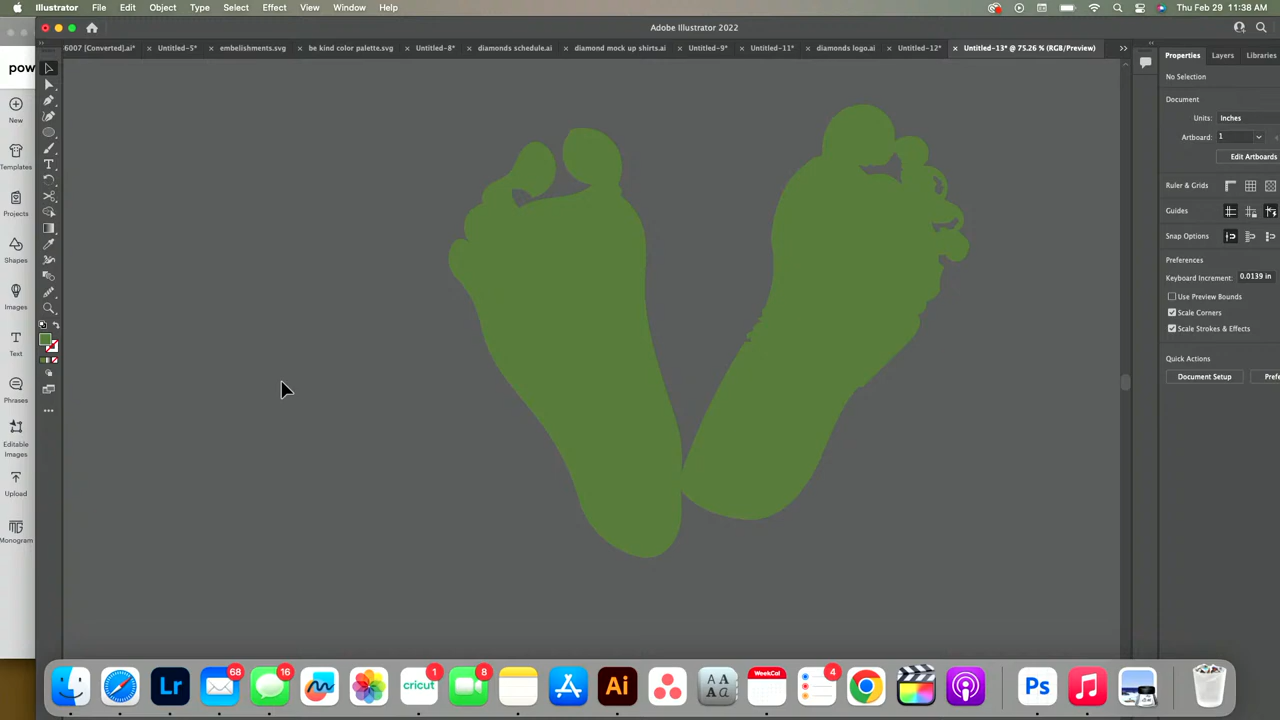 Illustrator File Edit Object Type Select Effect View Window Help
Thu Feb 29 11:38 AM
Adobe Illustrator 2022
6007 [Converted].ai* × Untitled-5* × embelishments.svg × be kind color palette.svg × Untitled-8* × diamonds schedule.ai × diamond mock up shirts.ai × Untitled-9* × Untitled-11* × diamonds logo.ai × Untitled-12* × Untitled-13* @ 75.26 % (RGB/Preview)
pow
New
Templates
Projects
Shapes
Images
Text
Phrases
Editable
Images
Upload
Monogram
Properties Layers Libraries
No Selection
Document
Units: Inches
Artboard: 1
Edit Artboards
Ruler & Grids
Guides
Snap Options
Preferences
Keyboard Increment: 0.0139 in
Use Preview Bounds
Scale Corners
Scale Strokes & Effects
Quick Actions
Document Setup Prefe
68 16 1 8 4
Lr cricut Ai WeekCal Ps